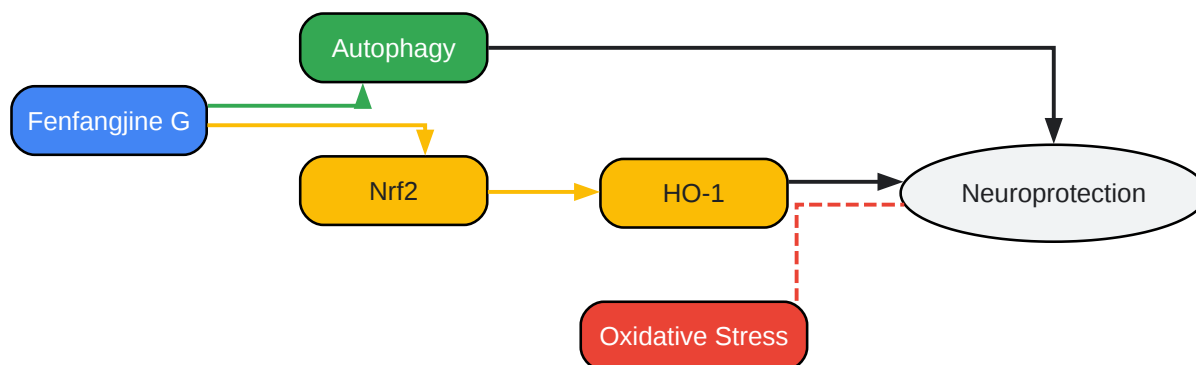 Autophagy
Fenfangjine G
Nrf2
HO-1
Neuroprotection
Oxidative Stress